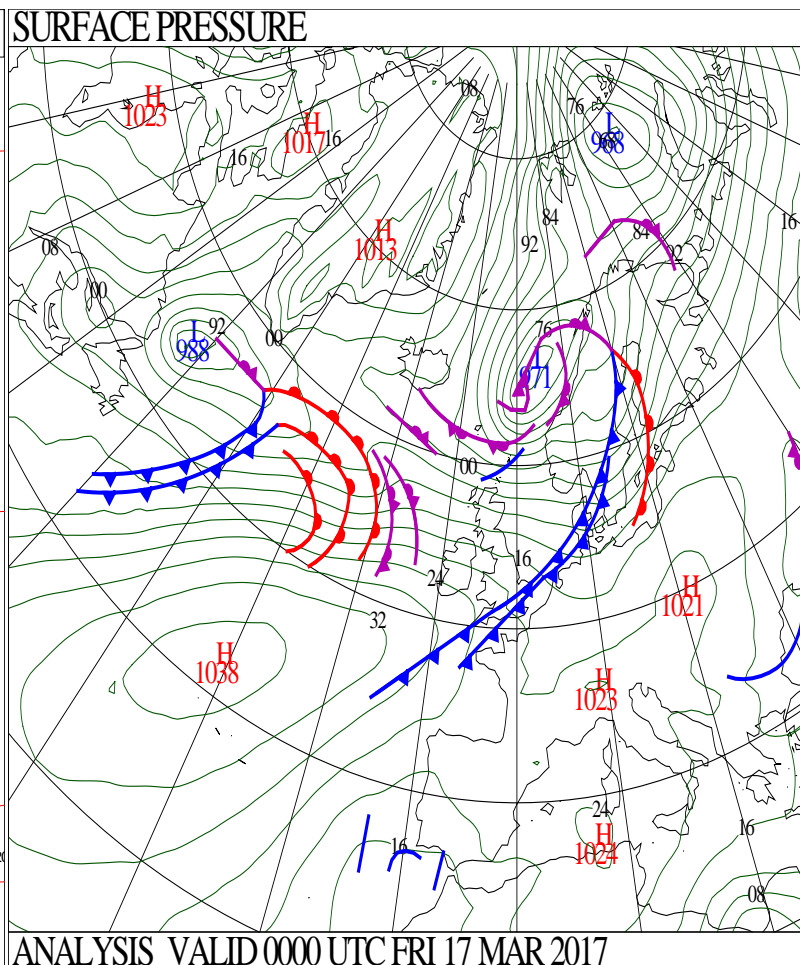 SURFACE PRESSURE
08
H
1023
76
L
988
H
1017
16
16
84
16
H
1013
84
92
92
08
00
L
988
92
00
76
L
971
00
16
24
H
1021
32
H
1038
H
1023
24
16
H
1024
16
08
ANALYSIS VALID 0000 UTC FRI 17 MAR 2017